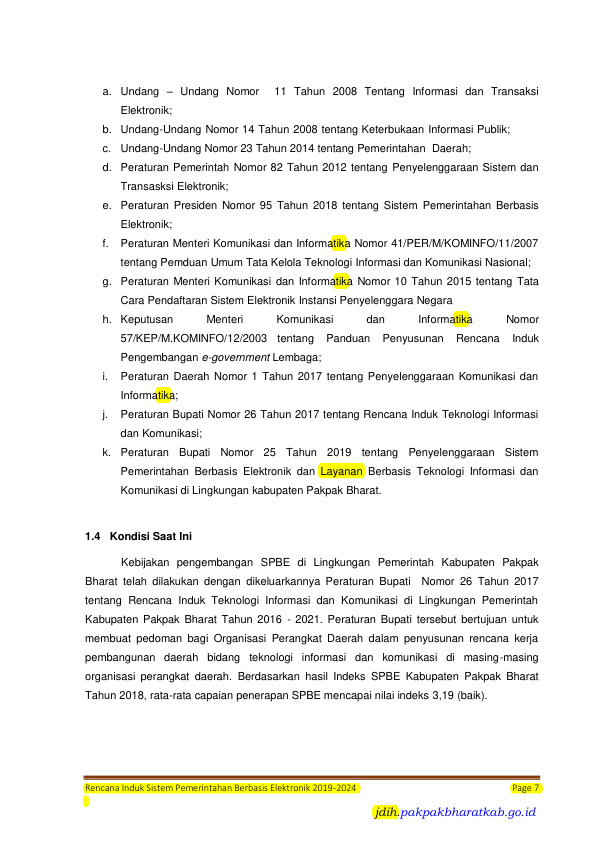 a. Undang – Undang Nomor 11 Tahun 2008 Tentang Informasi dan Transaksi
Elektronik;
b. Undang-Undang Nomor 14 Tahun 2008 tentang Keterbukaan Informasi Publik;
c. Undang-Undang Nomor 23 Tahun 2014 tentang Pemerintahan Daerah;
d. Peraturan Pemerintah Nomor 82 Tahun 2012 tentang Penyelenggaraan Sistem dan
Transasksi Elektronik;
e. Peraturan Presiden Nomor 95 Tahun 2018 tentang Sistem Pemerintahan Berbasis
Elektronik;
f. Peraturan Menteri Komunikasi dan Informatika Nomor 41/PER/M/KOMINFO/11/2007
tentang Pemduan Umum Tata Kelola Teknologi Informasi dan Komunikasi Nasional;
g. Peraturan Menteri Komunikasi dan Informatika Nomor 10 Tahun 2015 tentang Tata
Cara Pendaftaran Sistem Elektronik Instansi Penyelenggara Negara
h. Keputusan Menteri Komunikasi dan Informatika Nomor
57/KEP/M.KOMINFO/12/2003 tentang Panduan Penyusunan Rencana Induk
Pengembangan e-government Lembaga;
i. Peraturan Daerah Nomor 1 Tahun 2017 tentang Penyelenggaraan Komunikasi dan
Informatika;
j. Peraturan Bupati Nomor 26 Tahun 2017 tentang Rencana Induk Teknologi Informasi
dan Komunikasi;
k. Peraturan Bupati Nomor 25 Tahun 2019 tentang Penyelenggaraan Sistem
Pemerintahan Berbasis Elektronik dan Layanan Berbasis Teknologi Informasi dan
Komunikasi di Lingkungan kabupaten Pakpak Bharat.
1.4 Kondisi Saat Ini
Kebijakan pengembangan SPBE di Lingkungan Pemerintah Kabupaten Pakpak
Bharat telah dilakukan dengan dikeluarkannya Peraturan Bupati Nomor 26 Tahun 2017
tentang Rencana Induk Teknologi Informasi dan Komunikasi di Lingkungan Pemerintah
Kabupaten Pakpak Bharat Tahun 2016 - 2021. Peraturan Bupati tersebut bertujuan untuk
membuat pedoman bagi Organisasi Perangkat Daerah dalam penyusunan rencana kerja
pembangunan daerah bidang teknologi informasi dan komunikasi di masing-masing
organisasi perangkat daerah. Berdasarkan hasil Indeks SPBE Kabupaten Pakpak Bharat
Tahun 2018, rata-rata capaian penerapan SPBE mencapai nilai indeks 3,19 (baik).
Rencana Induk Sistem Pemerintahan Berbasis Elektronik 2019-2024 Page 7
jdih.pakpakbharatkab.go.id